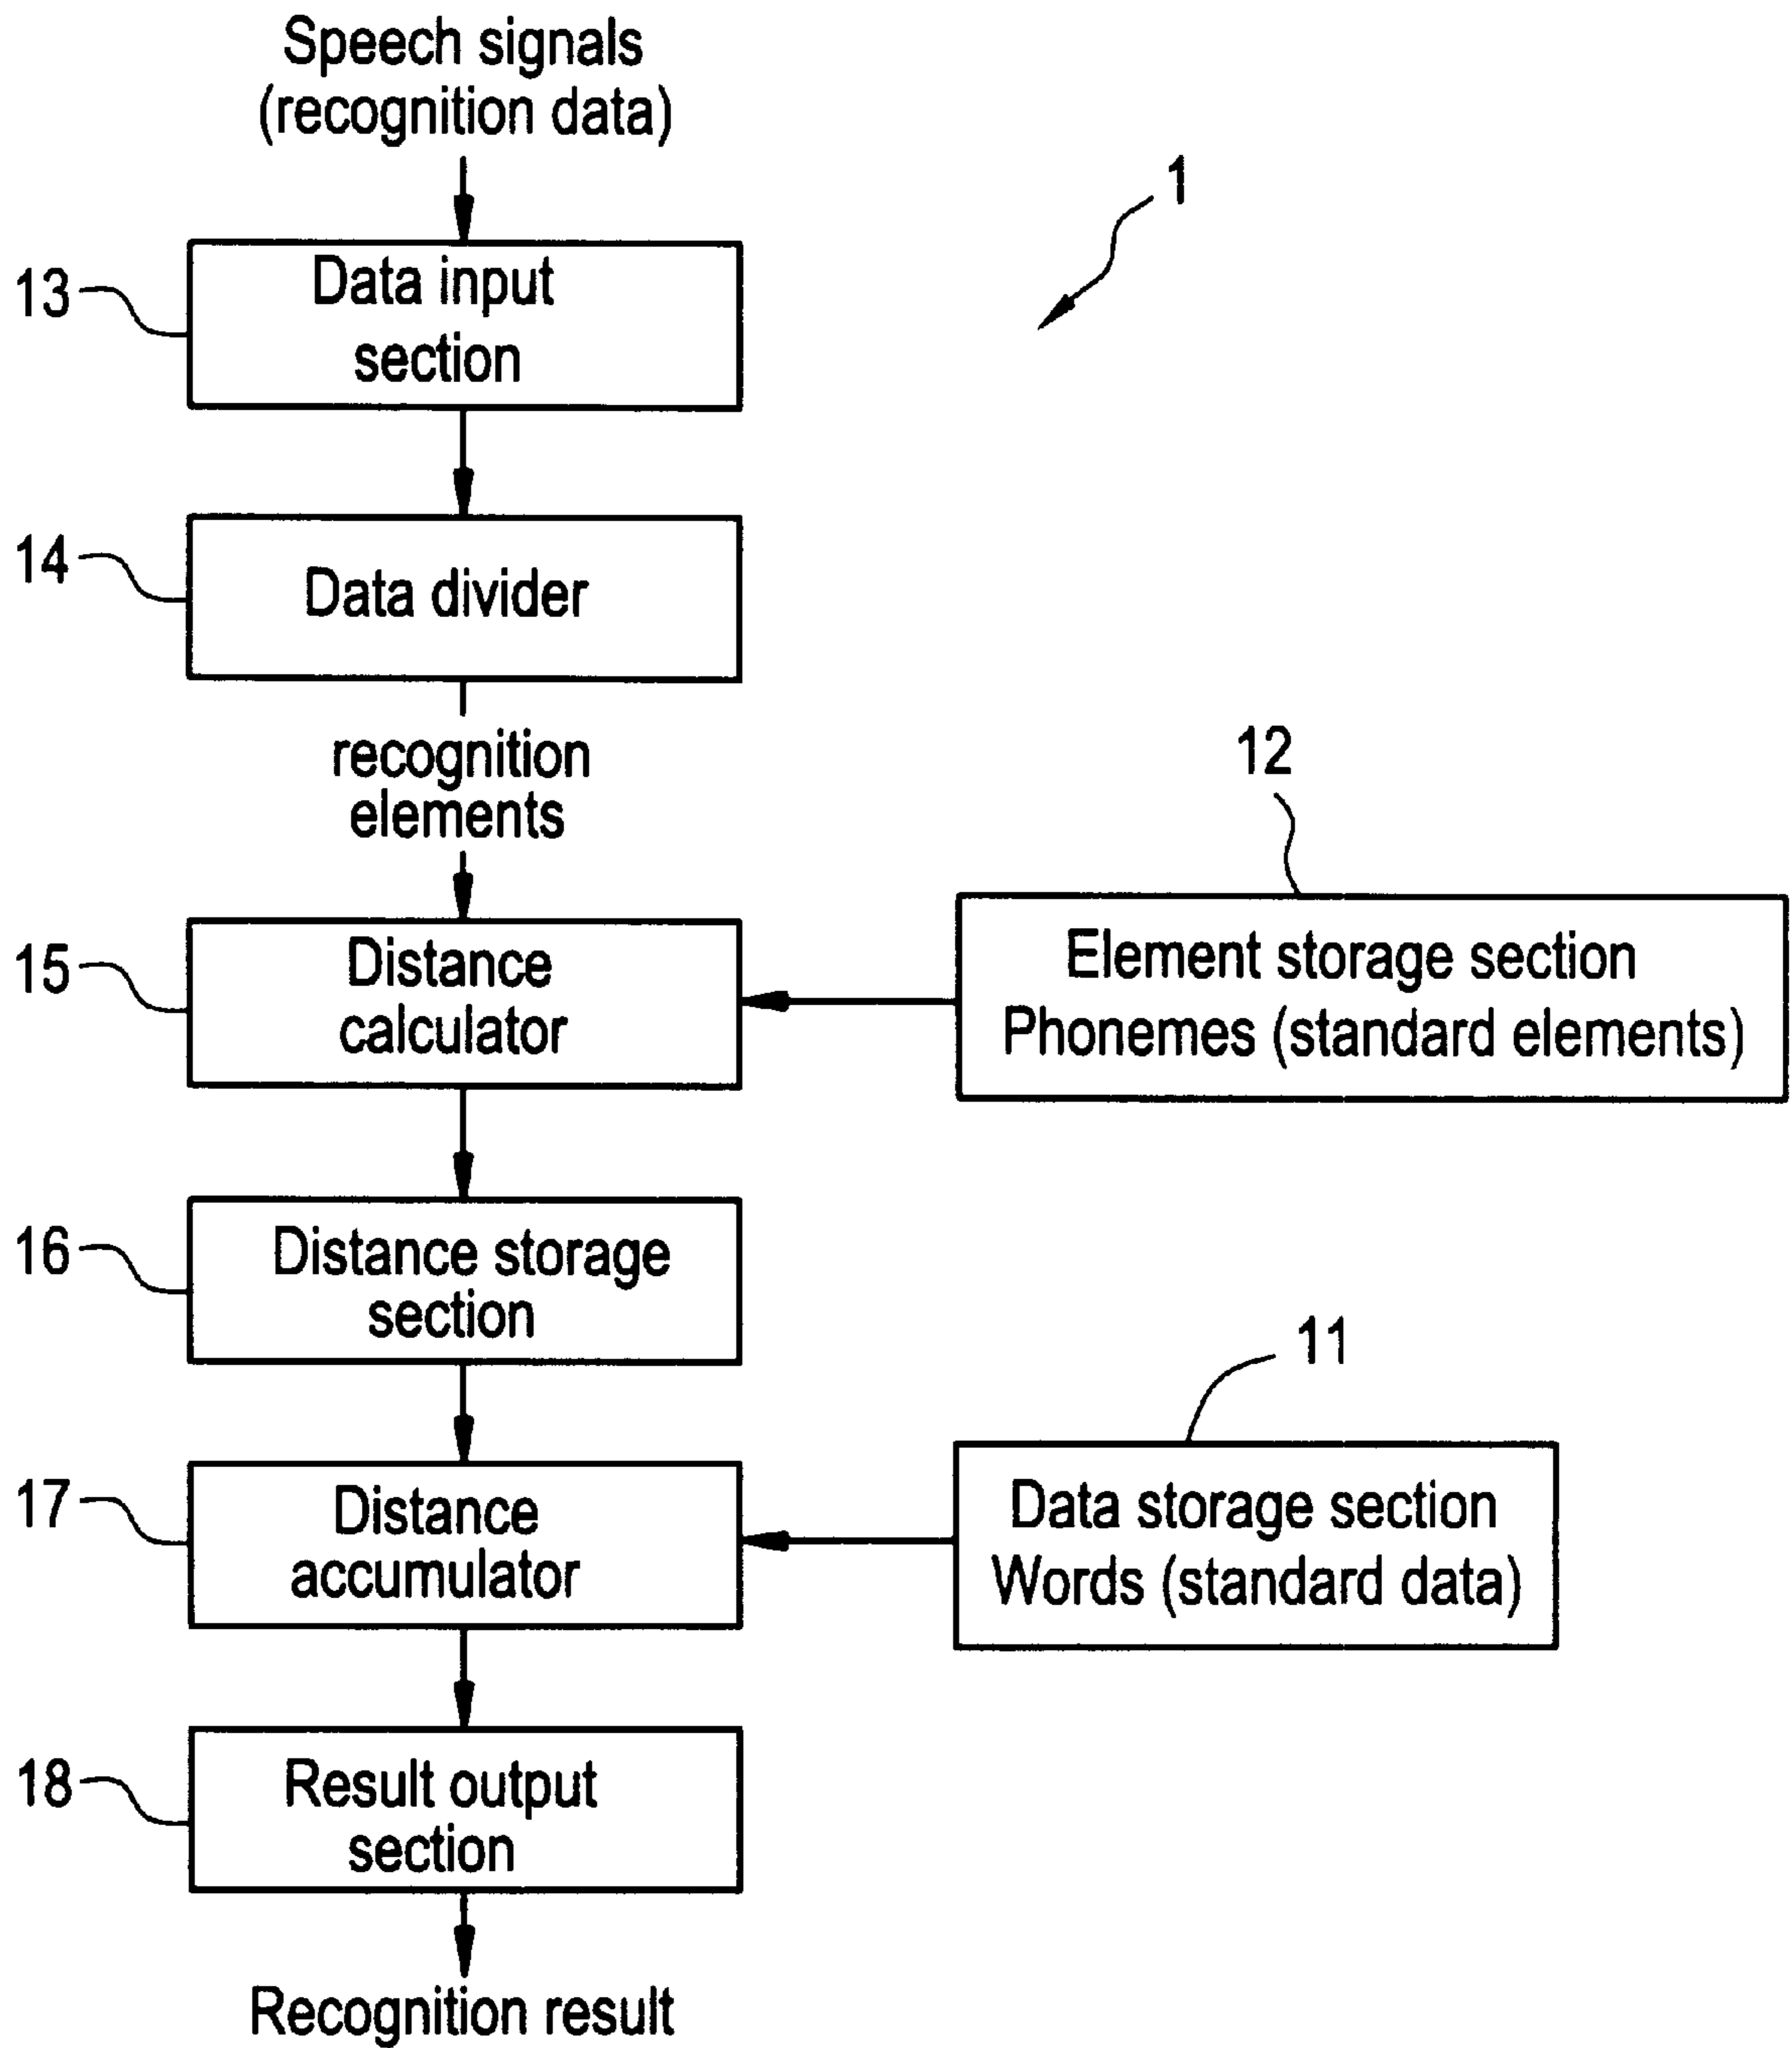 Speech signals
(recognition data)
1
13
Data input
section
14
Data divider
recognition
elements
12
15
Distance
calculator
Element storage section
Phonemes (standard elements)
16
Distance storage
section
11
17
Distance
accumulator
Data storage section
Words (standard data)
18
Result output
section
Recognition result